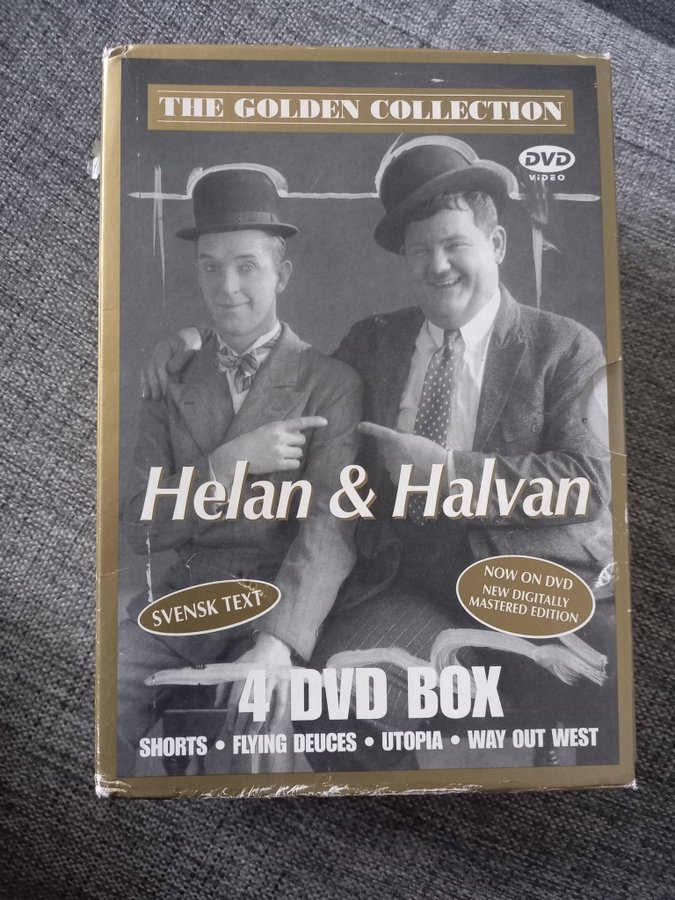 THE GOLDEN COLLECTION
DVD
VIDEO
Helan & Halvan
SVENSK TEXT
NOW ON DVD
NEW DIGITALLY
MASTERED EDITION
4 DVD BOX
SHORTS • FLYING DEUCES • UTOPIA • WAY OUT WEST